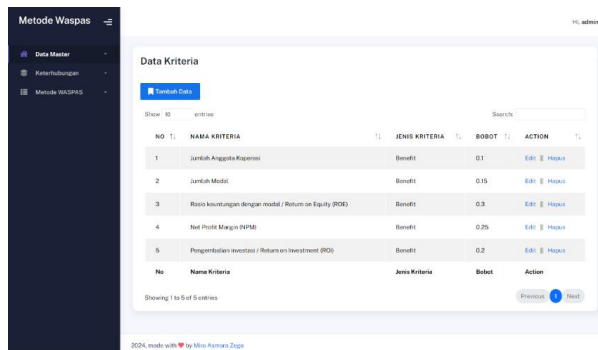 Metode Waspas
Hi, admin
Data Master
Keterhubungan
Metode WASPAS
Data Kriteria
Tambah Data
Show 10 entries
Search:
NO NAMA KRITERIA JENIS KRITERIA BOBOT ACTION
1 Jumlah Anggota Koperasi Benefit 0.1 Edit || Hapus
2 Jumlah Modal Benefit 0.15 Edit || Hapus
3 Rasio keuntungan dengan modal / Return on Equity (ROE) Benefit 0.3 Edit || Hapus
4 Net Profit Margin (NPM) Benefit 0.25 Edit || Hapus
5 Pengembalian investasi / Return on Investment (ROI) Benefit 0.2 Edit || Hapus
No Nama Kriteria Jenis Kriteria Bobot Action
Showing 1 to 5 of 5 entries
Previous 1 Next
2024, made with ❤ by Mira Asmara Zega